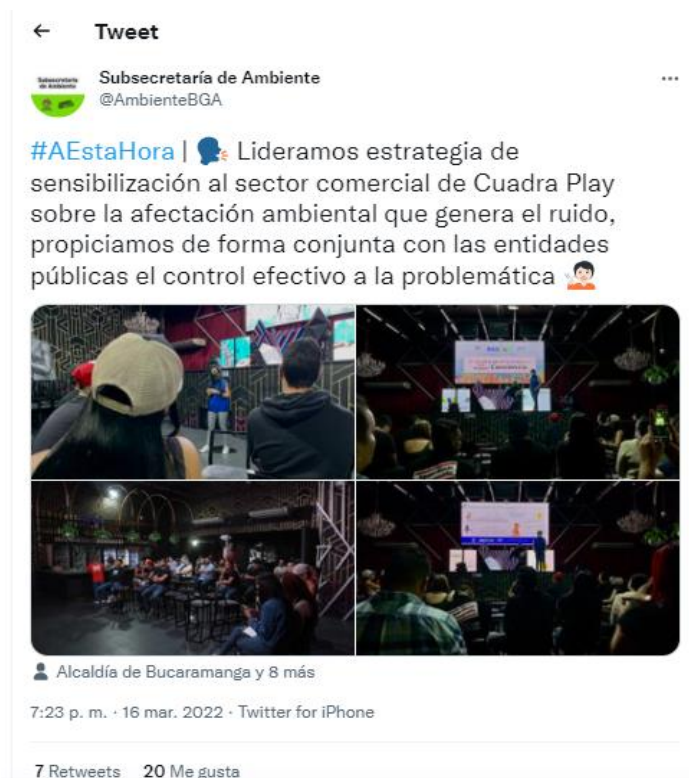 Tweet
Subsecretaría de Ambiente
@AmbienteBGA
#AEstaHora | 🗣️ Lideramos estrategia de
sensibilización al sector comercial de Cuadra Play
sobre la afectación ambiental que genera el ruido,
propiciamos de forma conjunta con las entidades
públicas el control efectivo a la problemática 💁🏻
Alcaldía de Bucaramanga y 8 más
7:23 p. m. · 16 mar. 2022 · Twitter for iPhone
7 Retweets 20 Me gusta